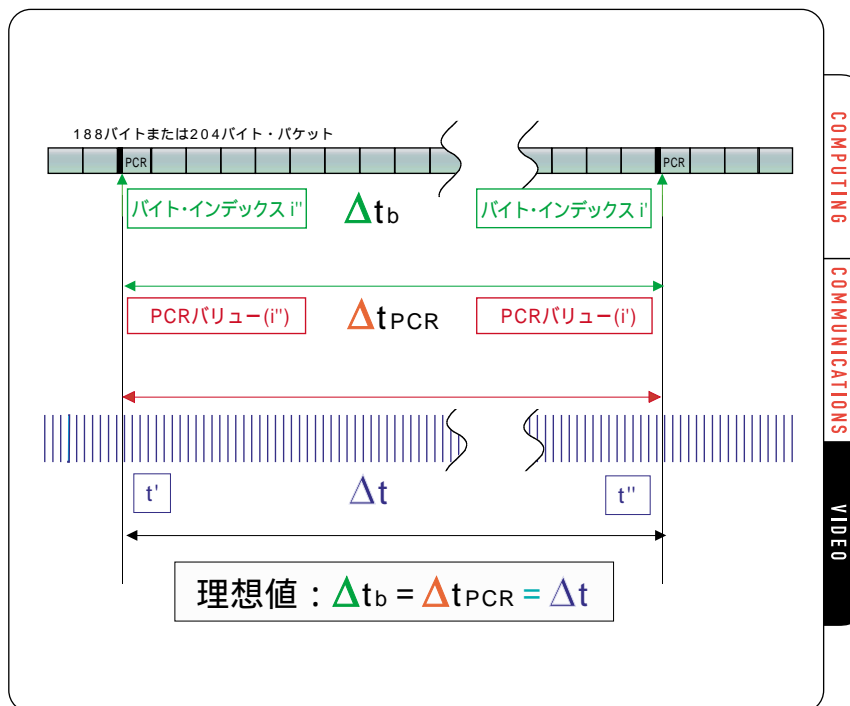 188バイトまたは204バイト・パケット
PCR PCR
バイト・インデックス i" Δtb バイト・インデックス i'
PCRバリュー(i") ΔtPCR PCRバリュー(i')
t' Δt t"
理想値：Δtb = ΔtPCR = Δt
COMPUTING
COMMUNICATIONS
VIDEO